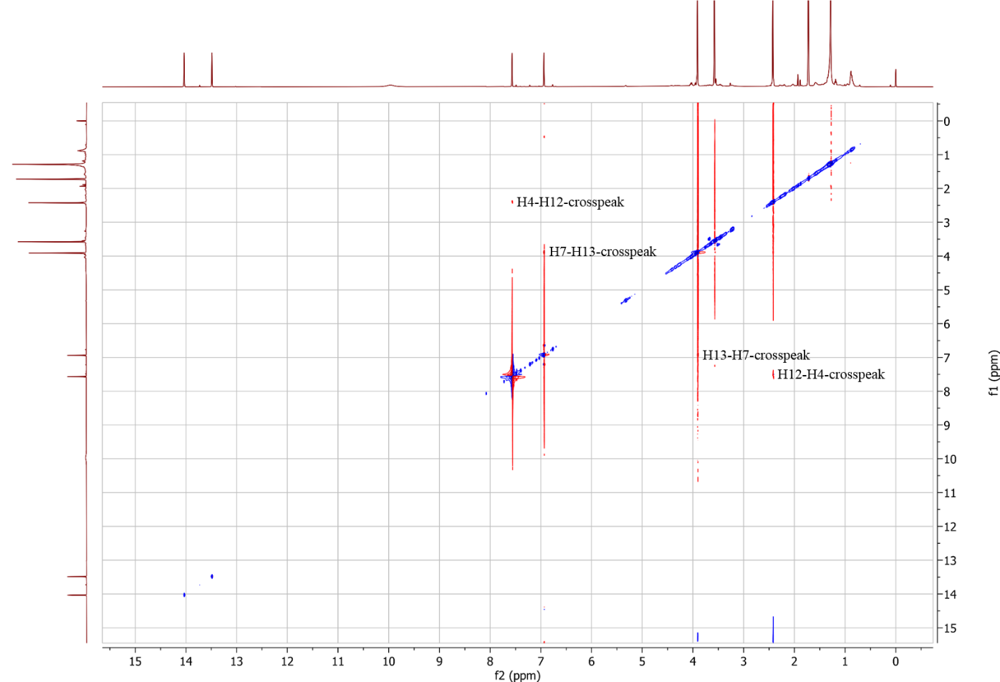 0
1
2
H4-H12-crosspeak
3
H7-H13-crosspeak
4
5
6
H13-H7-crosspeak
7
H12-H4-crosspeak
8
9
10
11
12
13
14
15
f1 (ppm)
15 14 13 12 11 10 9 8 7 6 5 4 3 2 1 0
f2 (ppm)